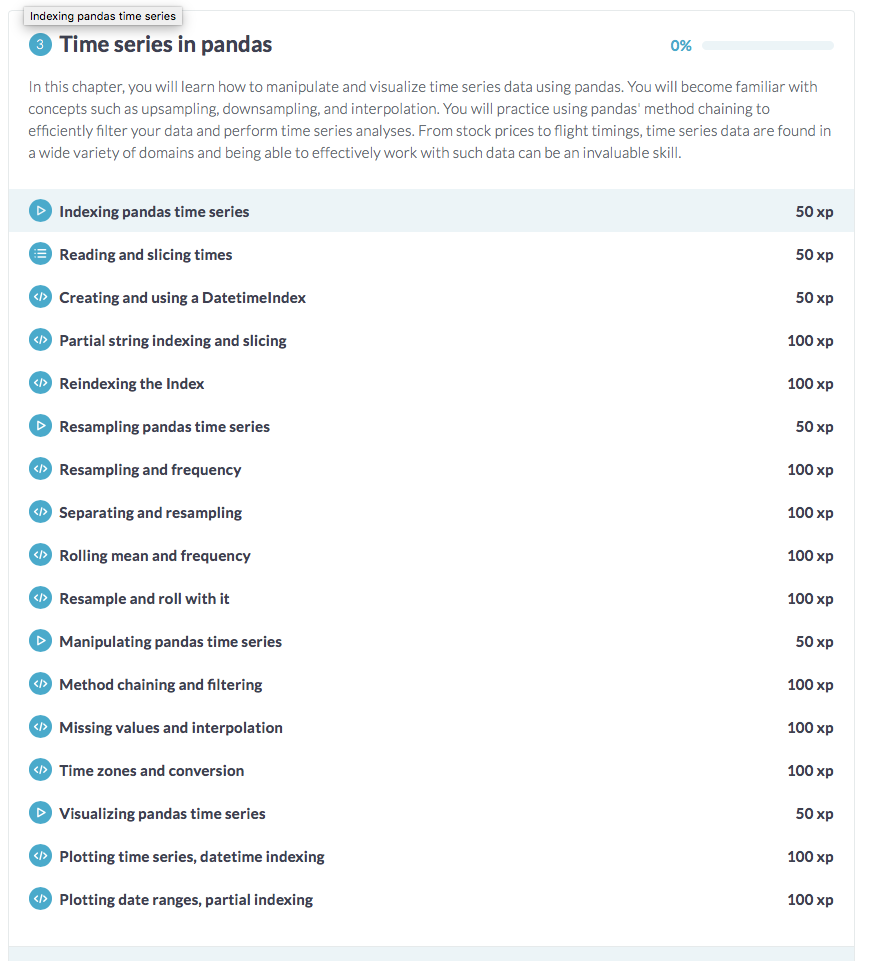 Indexing pandas time series
3 Time series in pandas 0%
In this chapter, you will learn how to manipulate and visualize time series data using pandas. You will become familiar with
concepts such as upsampling, downsampling, and interpolation. You will practice using pandas' method chaining to
efficiently filter your data and perform time series analyses. From stock prices to flight timings, time series data are found in
a wide variety of domains and being able to effectively work with such data can be an invaluable skill.
Indexing pandas time series 50 xp
Reading and slicing times 50 xp
Creating and using a DatetimeIndex 50 xp
Partial string indexing and slicing 100 xp
Reindexing the Index 100 xp
Resampling pandas time series 50 xp
Resampling and frequency 100 xp
Separating and resampling 100 xp
Rolling mean and frequency 100 xp
Resample and roll with it 100 xp
Manipulating pandas time series 50 xp
Method chaining and filtering 100 xp
Missing values and interpolation 100 xp
Time zones and conversion 100 xp
Visualizing pandas time series 50 xp
Plotting time series, datetime indexing 100 xp
Plotting date ranges, partial indexing 100 xp